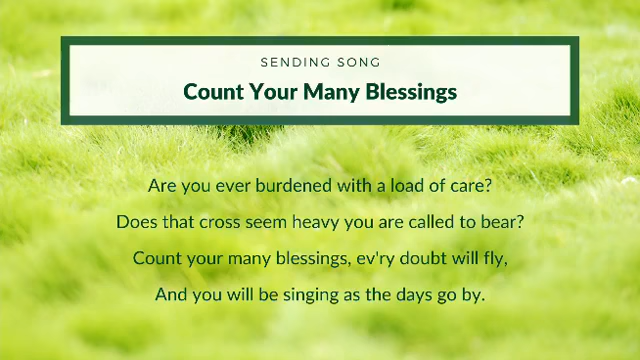 SENDING SONG
Count Your Many Blessings
Are you ever burdened with a load of care?
Does that cross seem heavy you are called to bear?
Count your many blessings, ev'ry doubt will fly,
And you will be singing as the days go by.